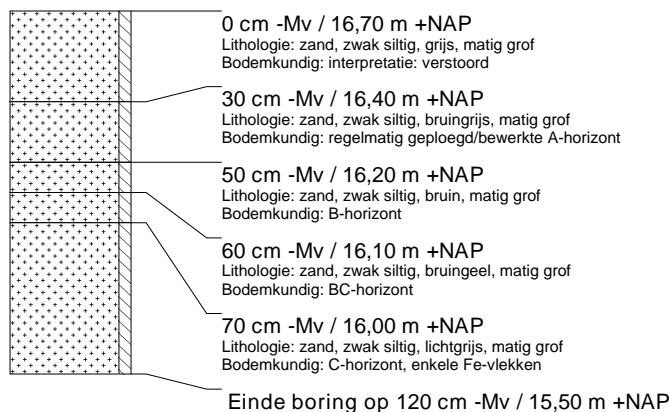 0 cm -Mv / 16,70 m +NAP
Lithologie: zand, zwak siltig, grijs, matig grof
Bodemkundig: interpretatie: verstoord
30 cm -Mv / 16,40 m +NAP
Lithologie: zand, zwak siltig, bruingrijs, matig grof
Bodemkundig: regelmatig geploegd/bewerkte A-horizont
50 cm -Mv / 16,20 m +NAP
Lithologie: zand, zwak siltig, bruin, matig grof
Bodemkundig: B-horizont
60 cm -Mv / 16,10 m +NAP
Lithologie: zand, zwak siltig, bruingeel, matig grof
Bodemkundig: BC-horizont
70 cm -Mv / 16,00 m +NAP
Lithologie: zand, zwak siltig, lichtgrijs, matig grof
Bodemkundig: C-horizont, enkele Fe-vlekken
Einde boring op 120 cm -Mv / 15,50 m +NAP